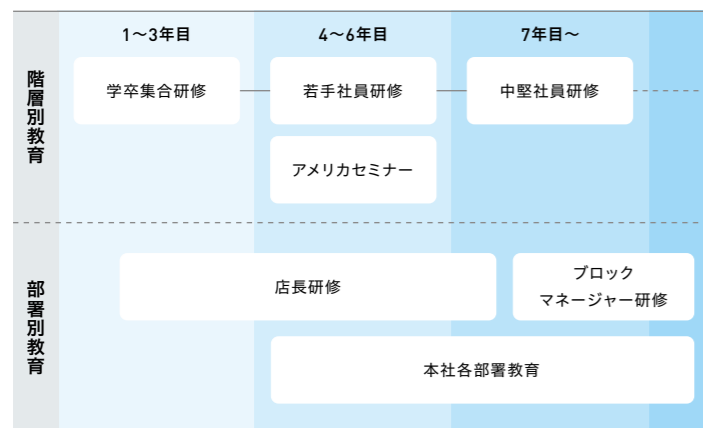 1〜3年目
4〜6年目
7年目〜
階層別教育
学卒集合研修
若手社員研修
中堅社員研修
アメリカセミナー
部署別教育
店長研修
ブロック
マネージャー研修
本社各部署教育